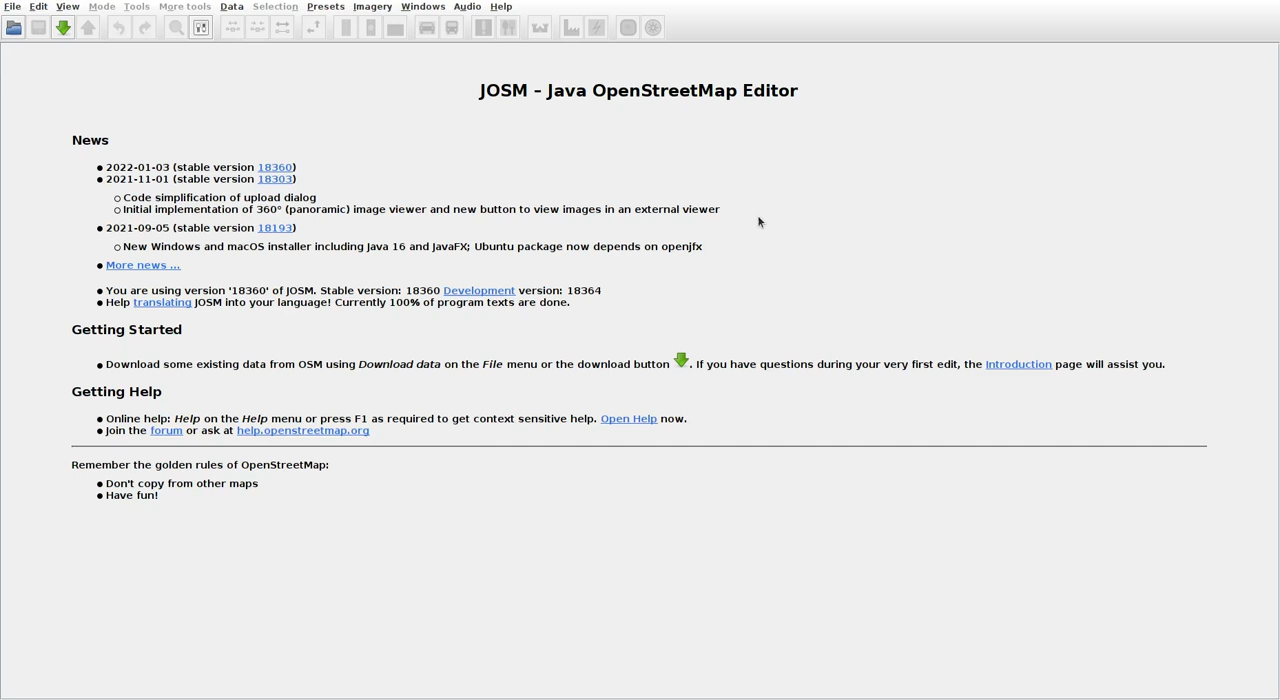 File Edit View Mode Tools More tools Data Selection Presets Imagery Windows Audio Help
JOSM – Java OpenStreetMap Editor
News
2022-01-03 (stable version 18360)
2021-11-01 (stable version 18303)
Code simplification of upload dialog
Initial implementation of 360° (panoramic) image viewer and new button to view images in an external viewer
2021-09-05 (stable version 18193)
New Windows and macOS installer including Java 16 and JavaFX; Ubuntu package now depends on openjfx
More news ...
You are using version '18360' of JOSM. Stable version: 18360 Development version: 18364
Help translating JOSM into your language! Currently 100% of program texts are done.
Getting Started
Download some existing data from OSM using Download data on the File menu or the download button . If you have questions during your very first edit, the Introduction page will assist you.
Getting Help
Online help: Help on the Help menu or press F1 as required to get context sensitive help. Open Help now.
Join the forum or ask at help.openstreetmap.org
Remember the golden rules of OpenStreetMap:
Don't copy from other maps
Have fun!